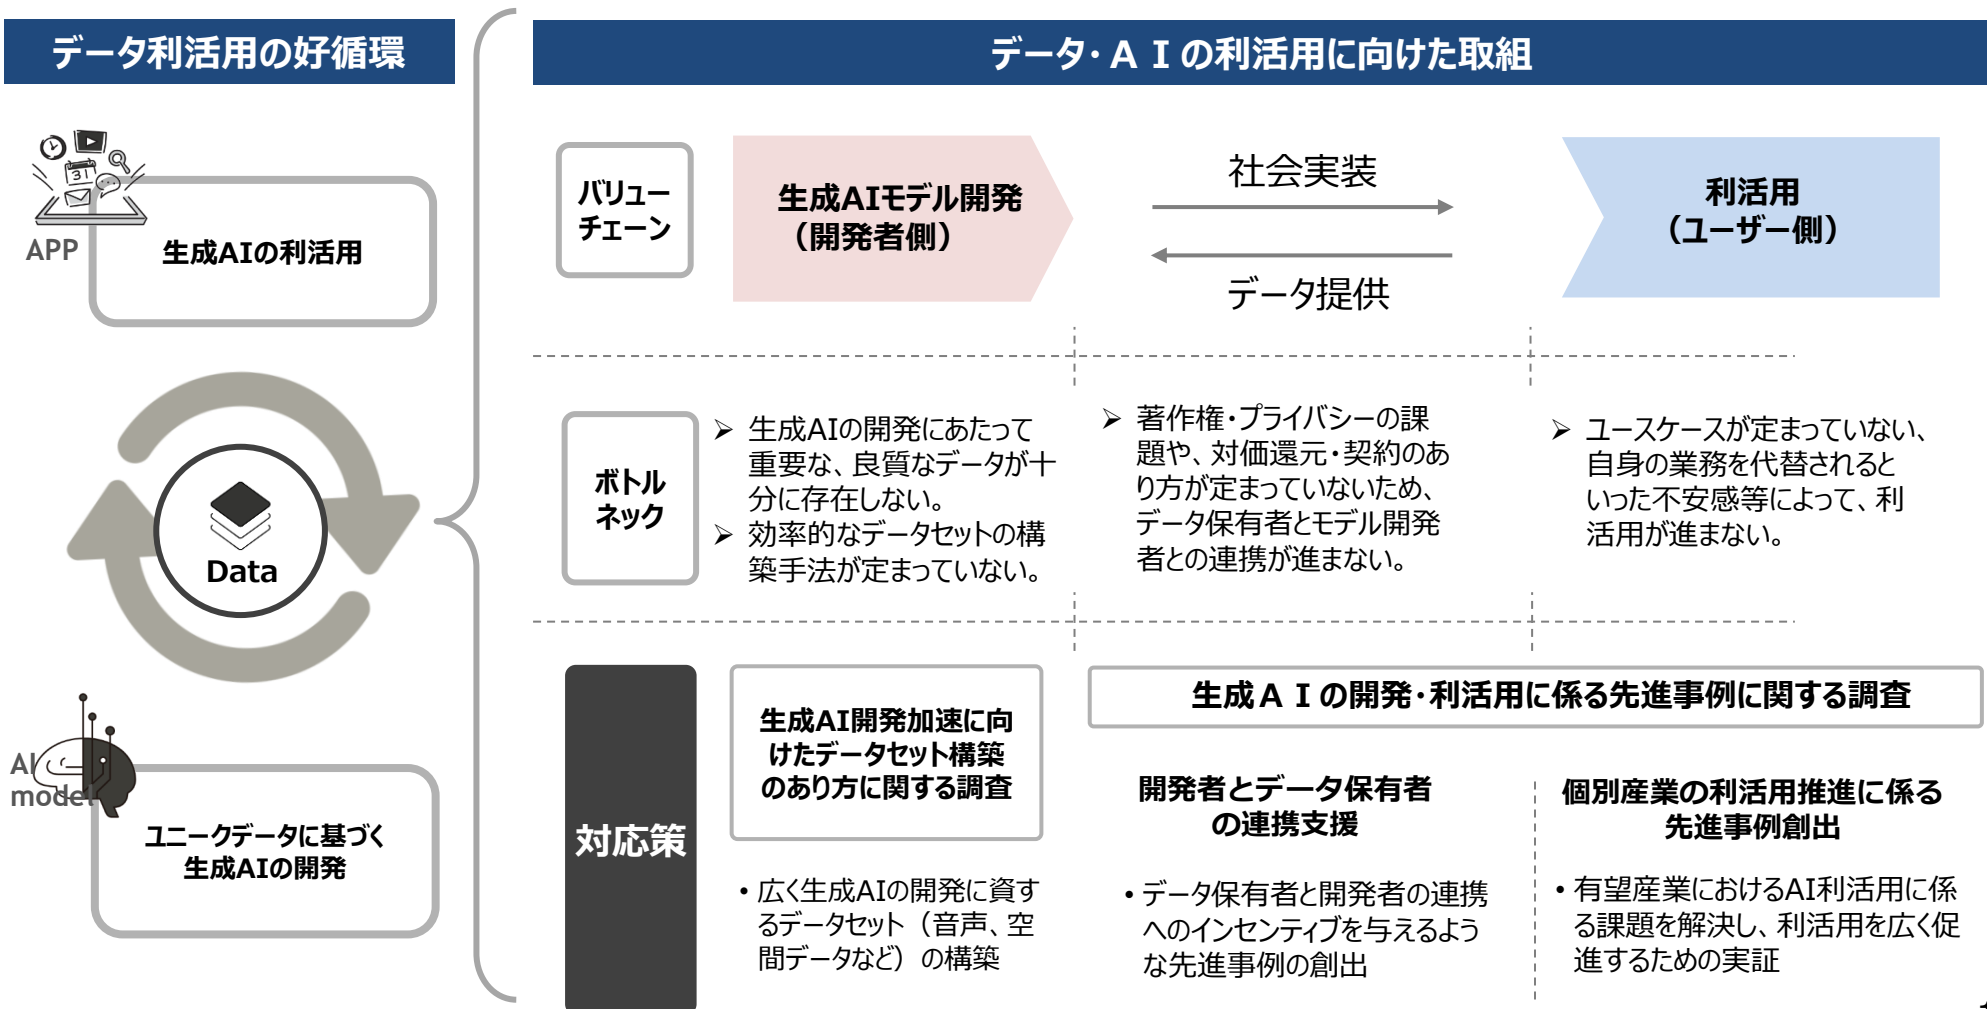 データ利活用の好循環
APP
生成AIの利活用
Data
AI
model
ユニークデータに基づく
生成AIの開発
データ・ＡＩの利活用に向けた取組
バリュー
チェーン
生成AIモデル開発
（開発者側）
社会実装
データ提供
利活用
（ユーザー側）
ボトル
ネック
➢ 生成AIの開発にあたって
重要な、良質なデータが十
分に存在しない。
➢ 効率的なデータセットの構
築手法が定まっていない。
➢ 著作権・プライバシーの課
題や、対価還元・契約のあ
り方が定まっていないため、
データ保有者とモデル開発
者との連携が進まない。
➢ ユースケースが定まっていない、
自身の業務を代替されると
いった不安感等によって、利
活用が進まない。
対応策
生成AI開発加速に向
けたデータセット構築
のあり方に関する調査
・広く生成AIの開発に資す
るデータセット（音声、空
間データなど）の構築
生成ＡＩの開発・利活用に係る先進事例に関する調査
開発者とデータ保有者
の連携支援
・データ保有者と開発者の連携
へのインセンティブを与えるよう
な先進事例の創出
個別産業の利活用推進に係る
先進事例創出
・有望産業におけるAI利活用に係
る課題を解決し、利活用を広く促
進するための実証